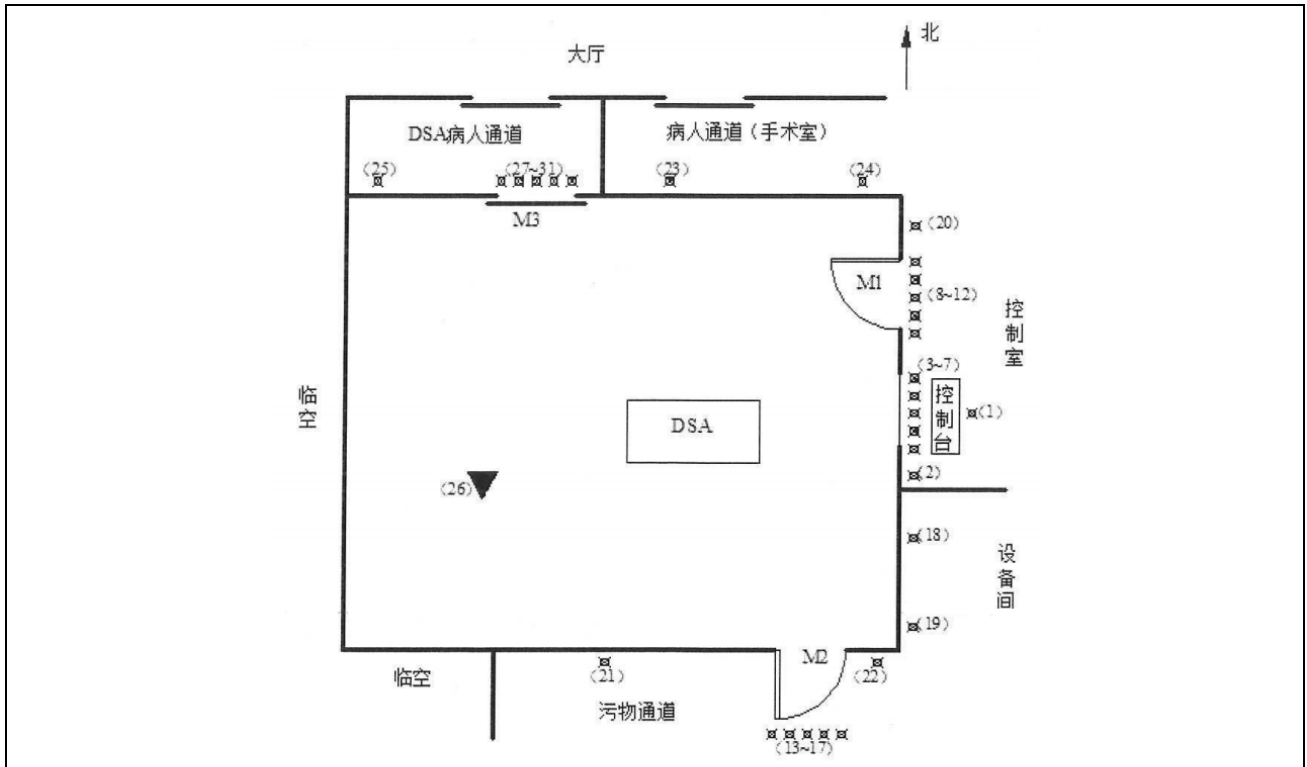 北
大厅
DSA病人通道
病人通道（手术室）
(25)
(27~31)
(23)
(24)
M3
(20)
M1
(8~12)
控制室
(3~7)
临空
DSA
控制台
(1)
(26)
(2)
(18)
设备间
(19)
M2
临空
(21)
(22)
污物通道
(13~17)